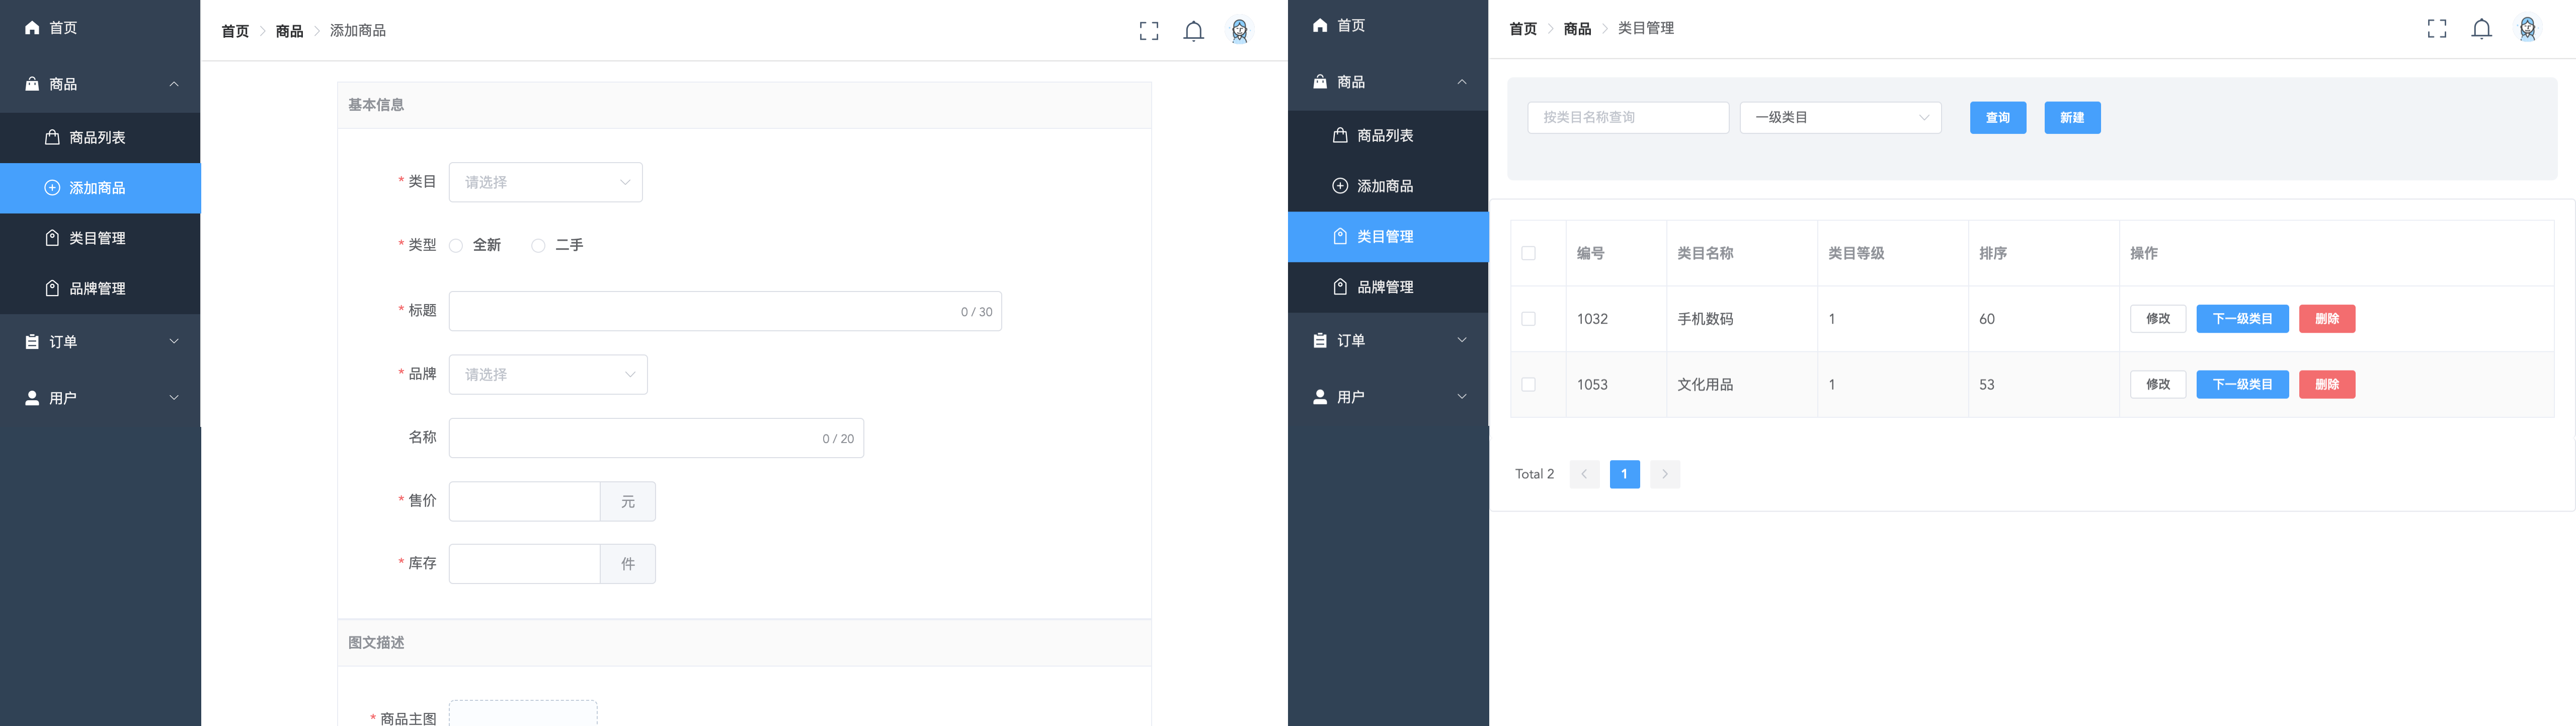 首页
商品
商品列表
添加商品
类目管理
品牌管理
订单
用户
首页 > 商品 > 添加商品
基本信息
* 类目 请选择
* 类型 全新 二手
* 标题 0 / 30
* 品牌 请选择
名称 0 / 20
* 售价 元
* 库存 件
图文描述
* 商品主图
首页
商品
商品列表
添加商品
类目管理
品牌管理
订单
用户
首页 > 商品 > 类目管理
按类目名称查询 一级类目 查询 新建
编号 类目名称 类目等级 排序 操作
1032 手机数码 1 60 修改 下一级类目 删除
1053 文化用品 1 53 修改 下一级类目 删除
Total 2 < 1 >